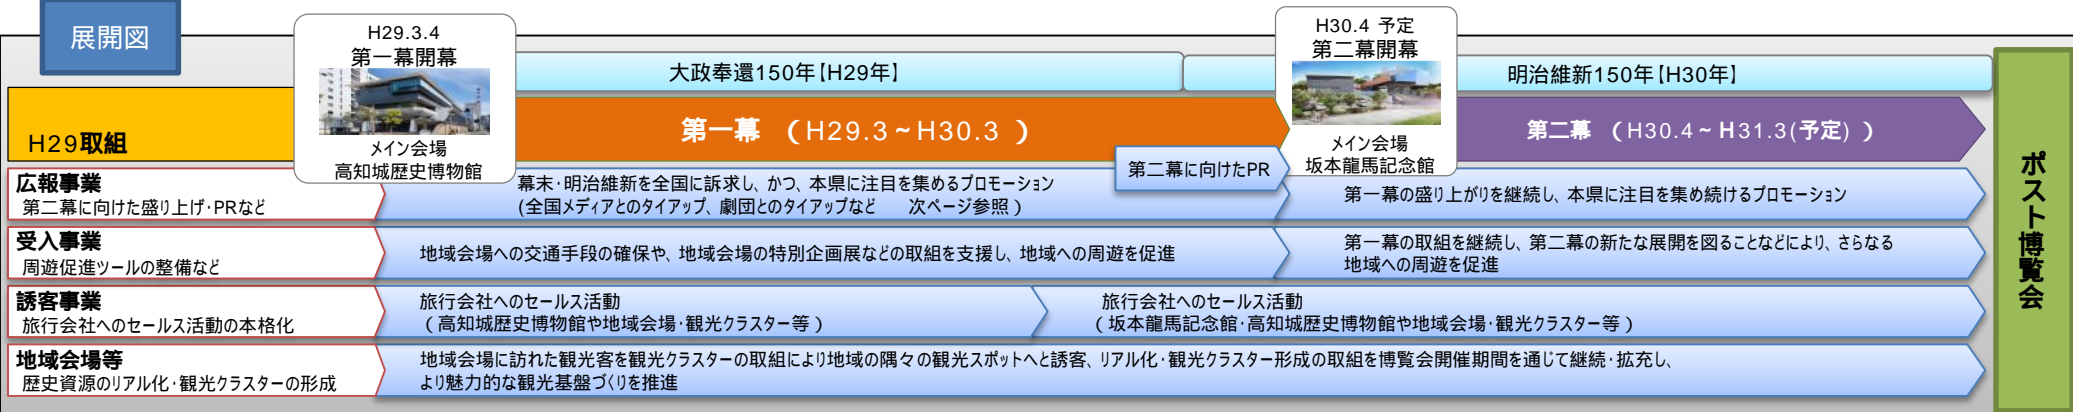 展開図
H29.3.4
第一幕開幕
メイン会場
高知城歴史博物館
H30.4 予定
第二幕開幕
メイン会場
坂本龍馬記念館
大政奉還150年【H29年】
明治維新150年【H30年】
H29取組
第一幕 (H29.3~H30.3 )
第二幕 (H30.4~H31.3(予定) )
第二幕に向けたPR
広報事業
第二幕に向けた盛り上げ・PRなど
幕末・明治維新を全国に訴求し、かつ、本県に注目を集めるプロモーション
(全国メディアとのタイアップ、劇団とのタイアップなど 次ページ参照)
第一幕の盛り上がりを継続し、本県に注目を集め続けるプロモーション
受入事業
周遊促進ツールの整備など
地域会場への交通手段の確保や、地域会場の特別企画展などの取組を支援し、地域への周遊を促進
第一幕の取組を継続し、第二幕の新たな展開を図ることなどにより、さらなる
地域への周遊を促進
誘客事業
旅行会社へのセールス活動の本格化
旅行会社へのセールス活動
(高知城歴史博物館や地域会場・観光クラスター等)
旅行会社へのセールス活動
(坂本龍馬記念館・高知城歴史博物館や地域会場・観光クラスター等)
地域会場等
歴史資源のリアル化・観光クラスターの形成
地域会場に訪れた観光客を観光クラスターの取組により地域の隅々の観光スポットへと誘客、リアル化・観光クラスター形成の取組を博覧会開催期間を通じて継続・拡充し、
より魅力的な観光基盤づくりを推進
ポスト博覧会